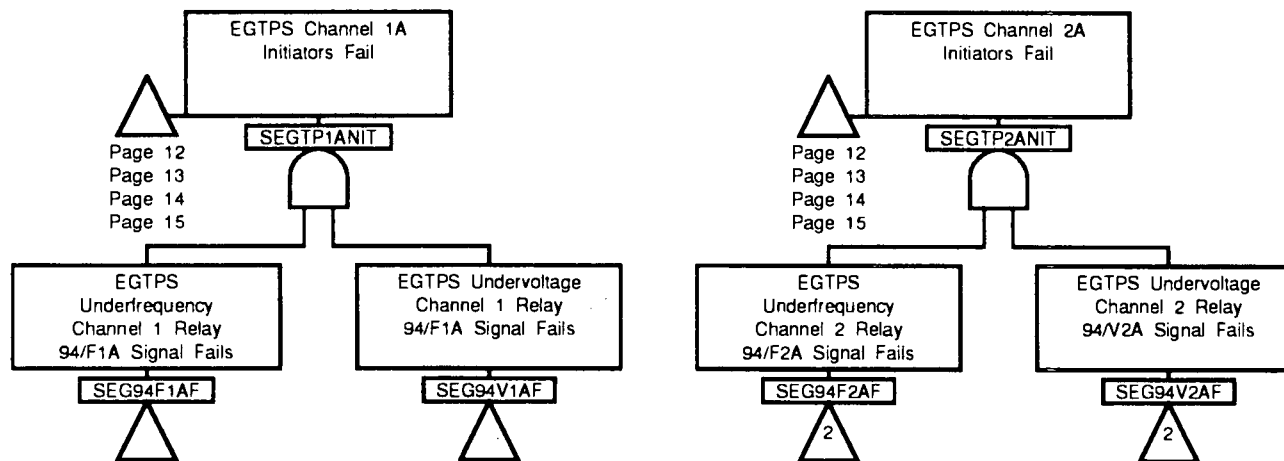 EGTPS Channel 1A
Initiators Fail
SEGTP1ANIT
Page 12
Page 13
Page 14
Page 15
EGTPS
Underfrequency
Channel 1 Relay
94/F1A Signal Fails
SEG94F1AF
EGTPS Undervoltage
Channel 1 Relay
94/F1A Signal Fails
SEG94V1AF
EGTPS Channel 2A
Initiators Fail
SEGTP2ANIT
Page 12
Page 13
Page 14
Page 15
EGTPS
Underfrequency
Channel 2 Relay
94/F2A Signal Fails
SEG94F2AF
2
EGTPS Undervoltage
Channel 2 Relay
94/V2A Signal Fails
SEG94V2AF
2